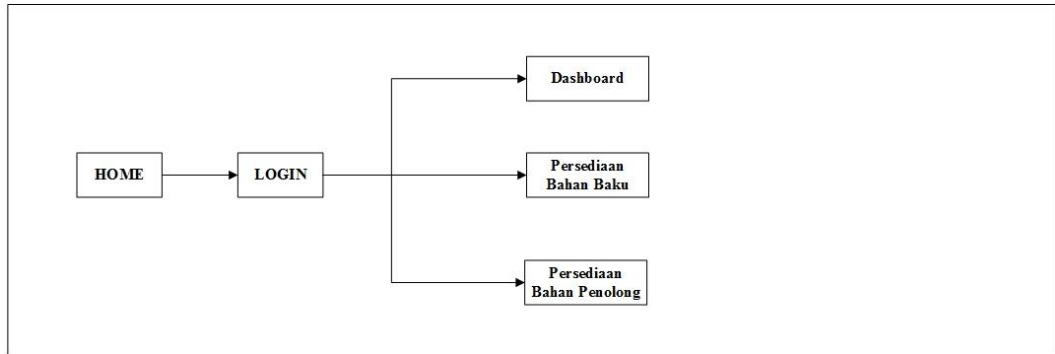 Dashboard
HOME
LOGIN
Persediaan
Bahan Baku
Persediaan
Bahan Penolong